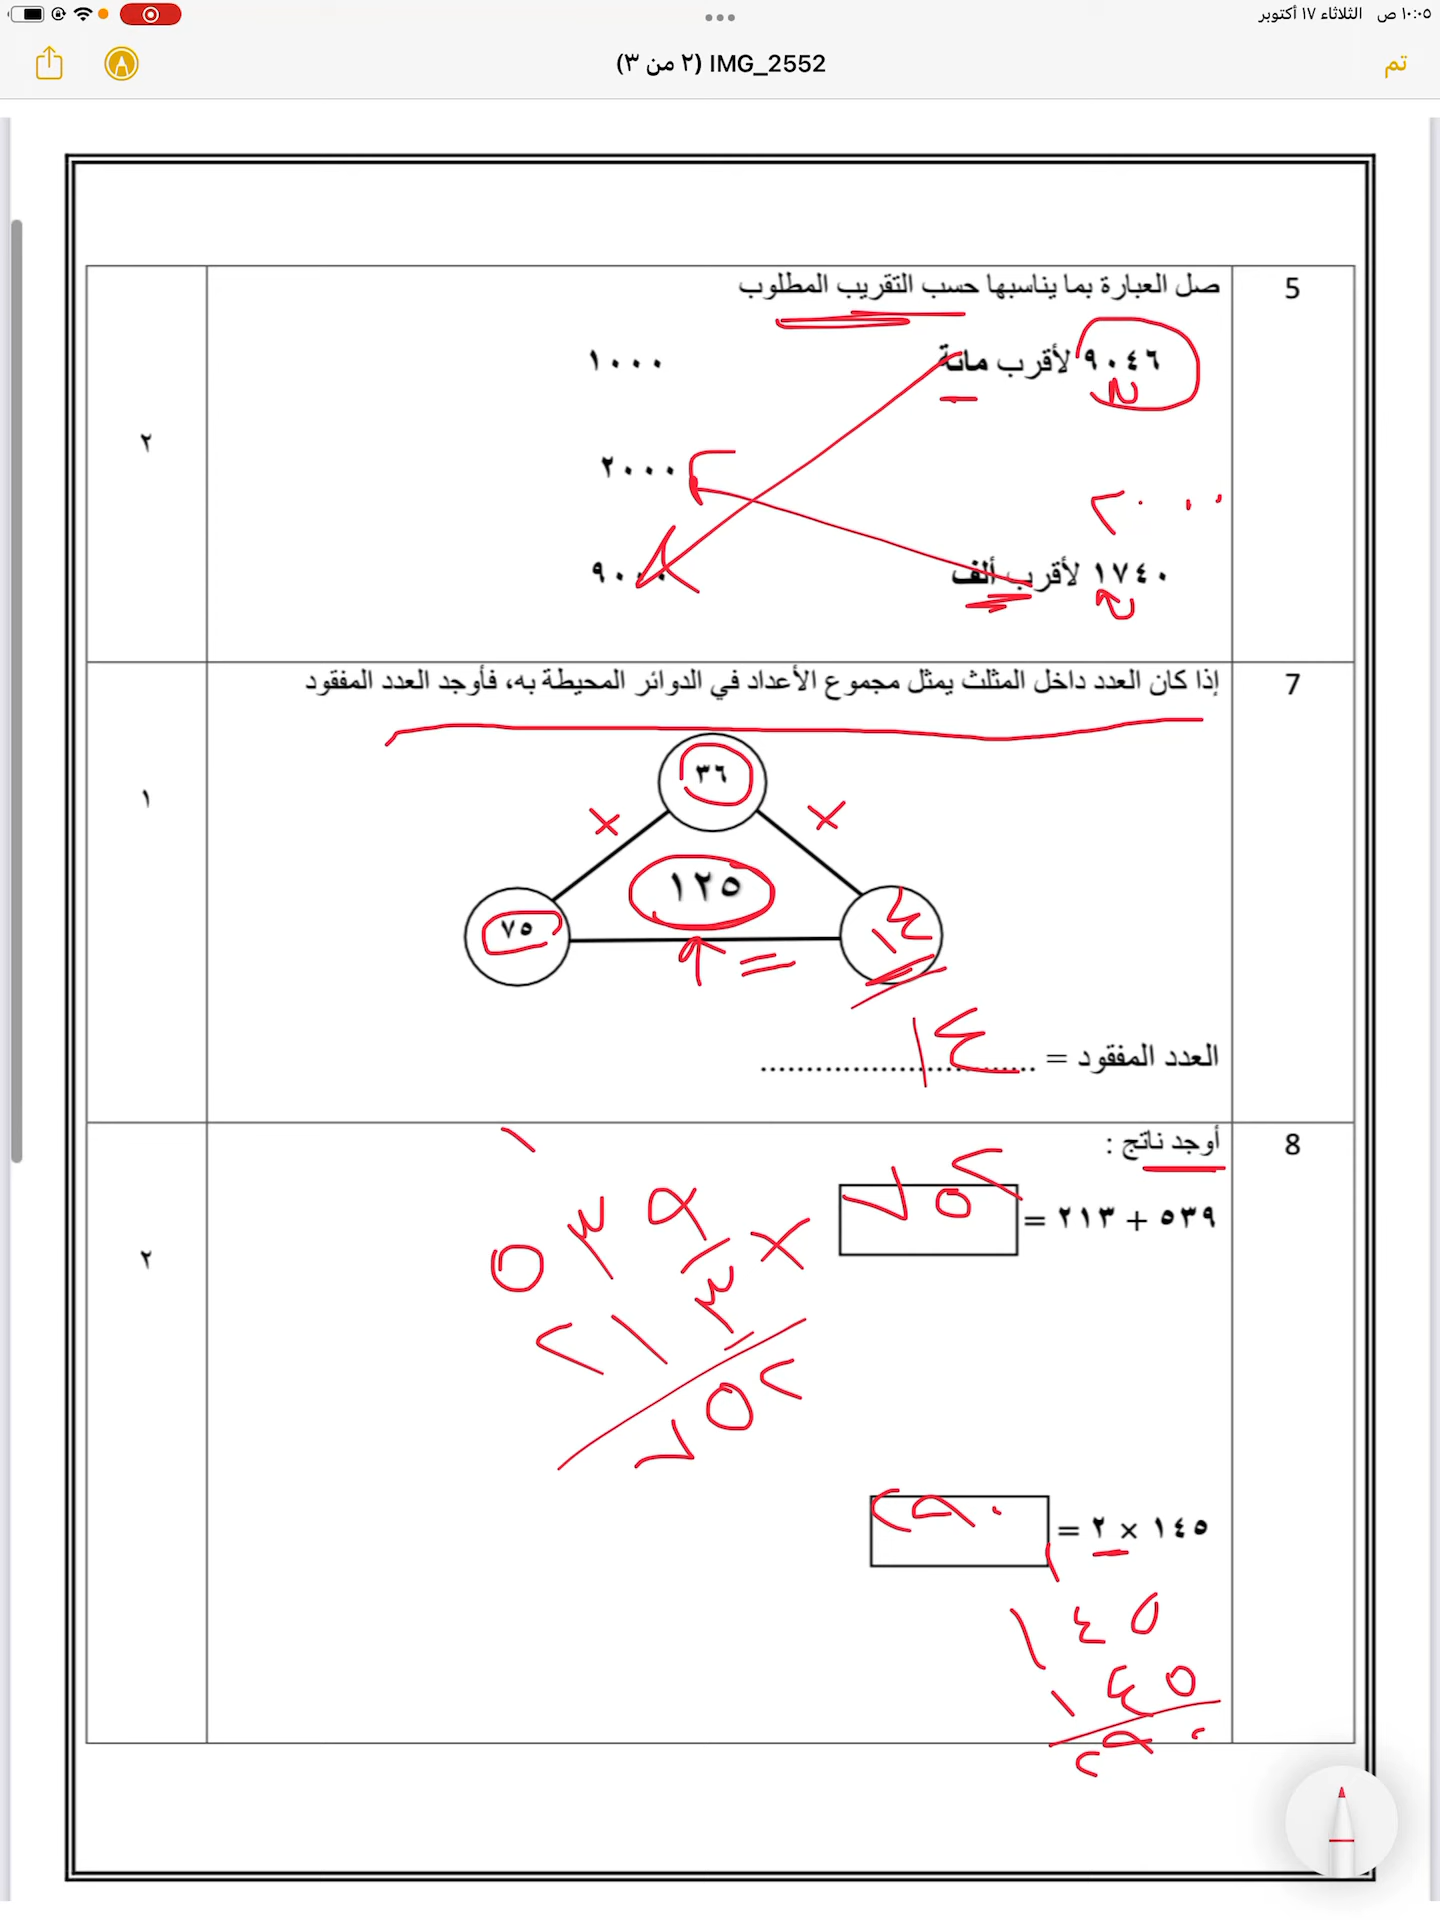 ١٠:٠٥ ص الثلاثاء ١٧ أكتوبر
تم
IMG_2552 (٢ من ٣)
5
صل العبارة بما يناسبها حسب التقريب المطلوب
٩٠٤٦ لأقرب مائة
١٠٠٠
٢
٢٠٠٠
٢٠٠٠
١٧٤٠ لأقرب ألف
٩٠٠٠
7
إذا كان العدد داخل المثلث يمثل مجموع الأعداد في الدوائر المحيطة به، فأوجد العدد المفقود
٣٦
١
١٢٥
٧٥
١٤
=
العدد المفقود = ١٤
8
أوجد ناتج :
٥٣٩ + ٢١٣ = ٧٥٢
٢
١
٥٣٩
٢١٣
٧٥٢
١٤٥ × ٢ = ٢٩٠
١
١٤٥
١٤٥
٢٩٠